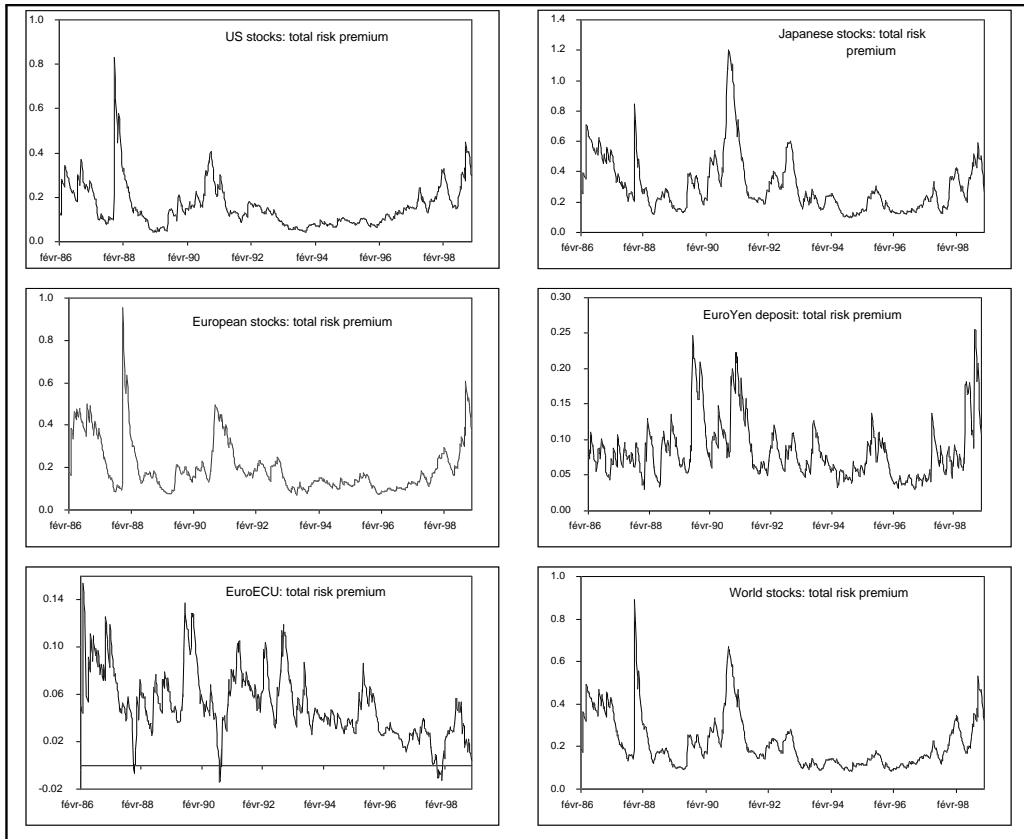 US stocks: total risk premium
1.0
0.8
0.6
0.4
0.2
0.0
févr-86 févr-88 févr-90 févr-92 févr-94 févr-96 févr-98
Japanese stocks: total risk
premium
1.4
1.2
1.0
0.8
0.6
0.4
0.2
0.0
févr-86 févr-88 févr-90 févr-92 févr-94 févr-96 févr-98
European stocks: total risk premium
1.0
0.8
0.6
0.4
0.2
0.0
févr-86 févr-88 févr-90 févr-92 févr-94 févr-96 févr-98
EuroYen deposit: total risk premium
0.30
0.25
0.20
0.15
0.10
0.05
0.00
févr-86 févr-88 févr-90 févr-92 févr-94 févr-96 févr-98
EuroECU: total risk premium
0.14
0.10
0.06
0.02
-0.02
févr-86 févr-88 févr-90 févr-92 févr-94 févr-96 févr-98
World stocks: total risk premium
1.0
0.8
0.6
0.4
0.2
0.0
févr-86 févr-88 févr-90 févr-92 févr-94 févr-96 févr-98